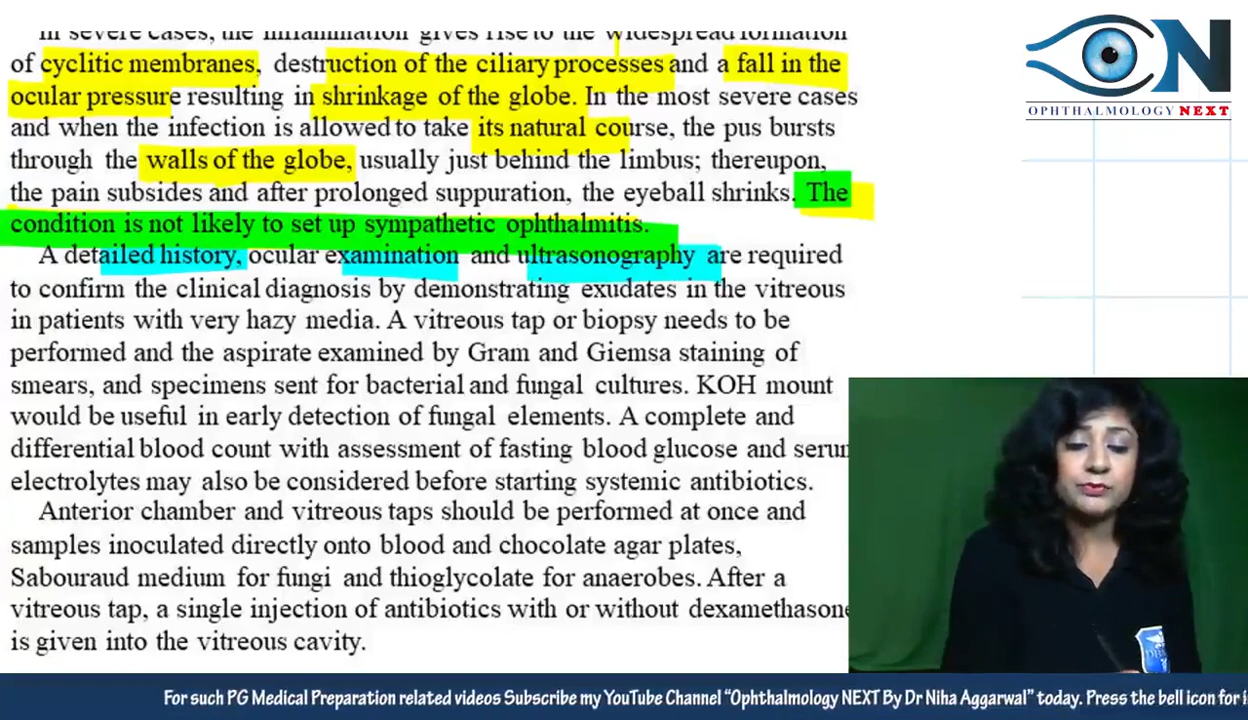 In severe cases, the inflammation gives rise to the widespread formation
of cyclitic membranes, destruction of the ciliary processes and a fall in the
ocular pressure resulting in shrinkage of the globe. In the most severe cases
and when the infection is allowed to take its natural course, the pus bursts
through the walls of the globe, usually just behind the limbus; thereupon,
the pain subsides and after prolonged suppuration, the eyeball shrinks. The
condition is not likely to set up sympathetic ophthalmitis.
A detailed history, ocular examination and ultrasonography are required
to confirm the clinical diagnosis by demonstrating exudates in the vitreous
in patients with very hazy media. A vitreous tap or biopsy needs to be
performed and the aspirate examined by Gram and Giemsa staining of
smears, and specimens sent for bacterial and fungal cultures. KOH mount
would be useful in early detection of fungal elements. A complete and
differential blood count with assessment of fasting blood glucose and serum
electrolytes may also be considered before starting systemic antibiotics.
Anterior chamber and vitreous taps should be performed at once and
samples inoculated directly onto blood and chocolate agar plates,
Sabouraud medium for fungi and thioglycolate for anaerobes. After a
vitreous tap, a single injection of antibiotics with or without dexamethasone
is given into the vitreous cavity.
N
OPHTHALMOLOGY NEXT
For such PG Medical Preparation related videos Subscribe my YouTube Channel "Ophthalmology NEXT By Dr Niha Aggarwal" today. Press the bell icon for